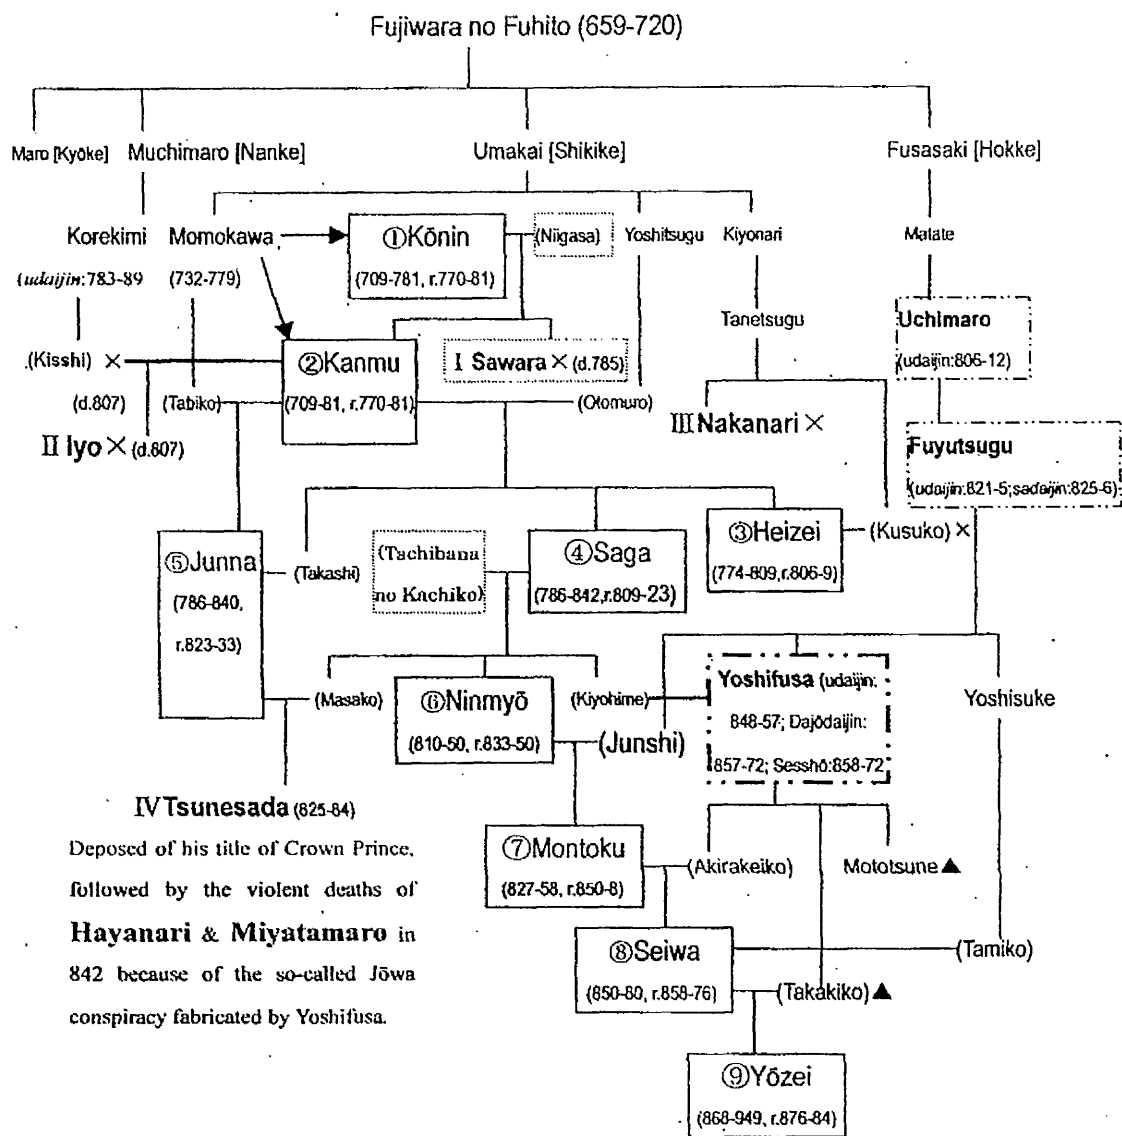 Fujiwara no Fuhito (659-720)
Maro [Kyōke] Muchimaro [Nanke] Umakai [Shikike] Fusasaki [Hokke]
Korekimi Momokawa ①Kōnin (Niigasa) Yoshitsugu Kiyonari Matate
(udaijin:783-89 (732-779) (709-781, r.770-81)
Tanetsugu Uchimaro
(udaijin:806-12)
(Kisshi) × ②Kanmu I Sawara × (d.785)
(d.807) (Tabiko) (709-81, r.770-81) (Otomuro) III Nakanari ×
II Iyo × (d.807)
Fuyutsugu
(udaijin:821-5;sadaijin:825-6)
⑤Junna (Takashi) (Tachibana ④Saga ③Heizei (Kusuko) ×
(786-840, no Kachiko) (786-842,r.809-23) (774-809,r.806-9)
r.823-33)
(Masako) ⑥Ninmyō (Kiyohime) Yoshifusa (udaijin: Yoshisuke
(810-50, r.833-50) (Junshi) 848-57; Dajōdaijin:
857-72; Sesshō:858-72
IV Tsunesada (825-84)
Deposed of his title of Crown Prince,
followed by the violent deaths of
Hayanari & Miyatamaro in
842 because of the so-called Jōwa
conspiracy fabricated by Yoshifusa.
⑦Montoku (Akirakeiko) Mototsune ▲
(827-58, r.850-8)
⑧Seiwa (Tamiko)
(850-80, r.858-76) (Takakiko) ▲
⑨Yōzei
(868-949, r.876-84)